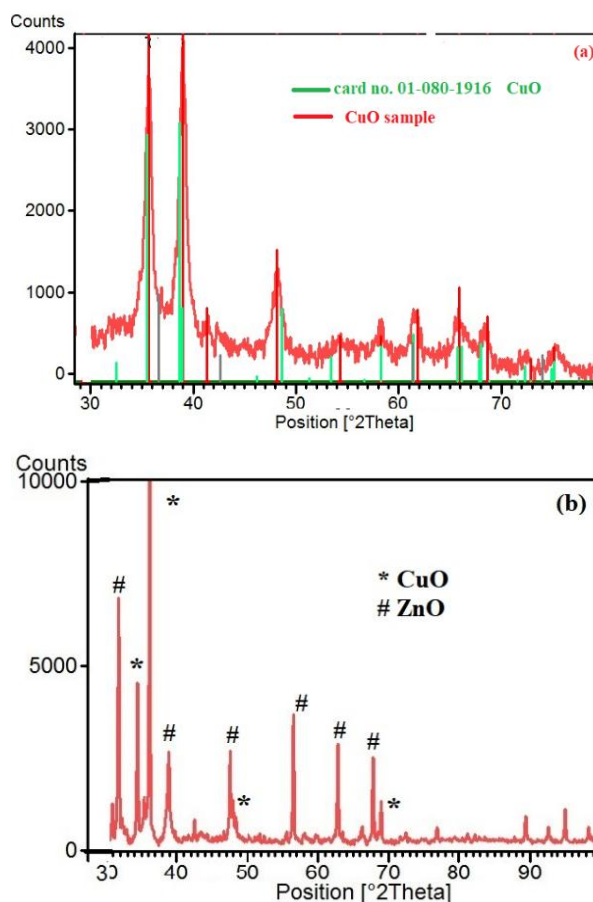 Counts
(a)
4000
card no. 01-080-1916 CuO
CuO sample
3000
2000
1000
0
30 40 50 60 70
Position [°2Theta]
Counts
10000
(b)
*
* CuO
#
# ZnO
*
5000
#
#
#
#
#
*
*
0
30 40 50 60 70 80 90
Position [°2Theta]